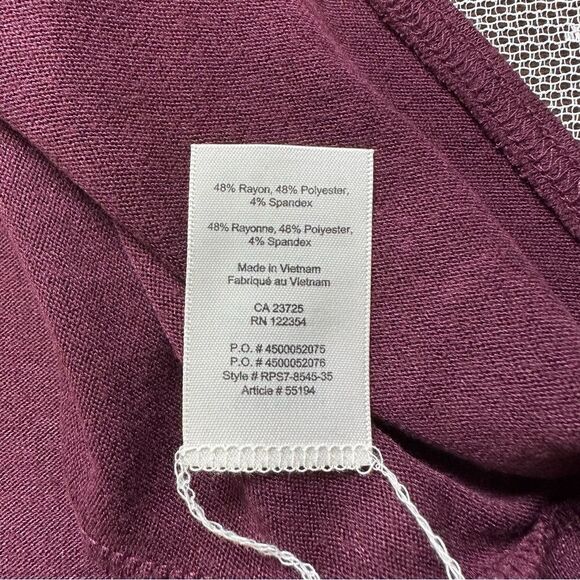 48% Rayon, 48% Polyester,
4% Spandex
48% Rayonne, 48% Polyester,
4% Spandex
Made in Vietnam
Fabriqué au Vietnam
CA 23725
RN 122354
P.O. # 4500052075
P.O. # 4500052076
Style # RPS7-8545-35
Article # 55194